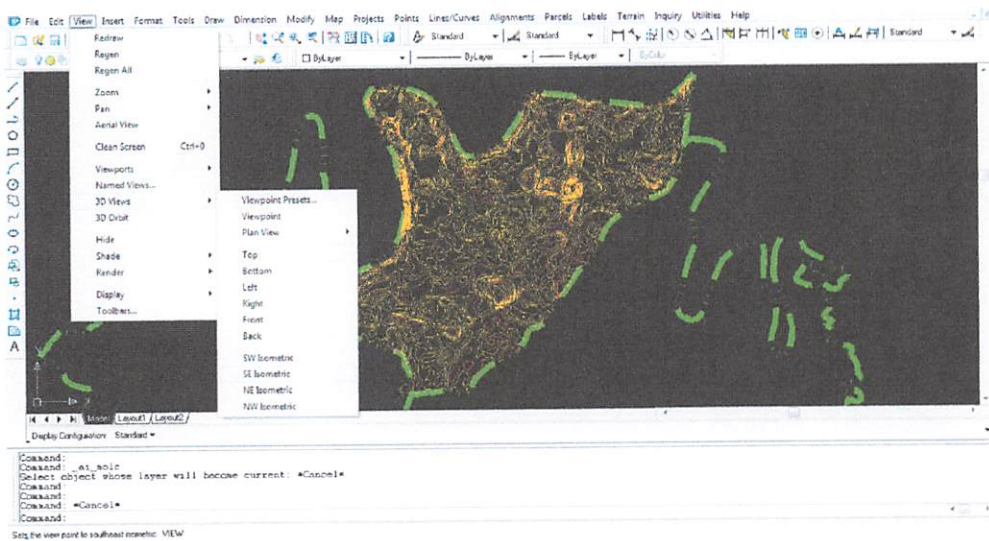 File Edit View Insert Format Tools Draw Dimension Modify Map Projects Points Lines/Curves Alignments Parcels Labels Terrain Inquiry Utilities Help
Standard Standard Standard
ByLayer ByLayer ByLayer ByColor
Redraw
Regen
Regen All
Zoom
Pan
Aerial View
Clean Screen Ctrl+0
Viewports
Named Views...
3D Views
3D Orbit
Hide
Shade
Render
Display
Toolbars...
Viewpoint Presets...
Viewpoint
Plan View
Top
Bottom
Left
Right
Front
Back
SW Isometric
SE Isometric
NE Isometric
NW Isometric
A
Model Layout1 Layout2
Display Configuration: Standard
Command:
Command: _ai_molc
Select object whose layer will become current: *Cancel*
Command:
Command:
Command: *Cancel*
Command:
Sets the view point to southeast isometric: VIEW